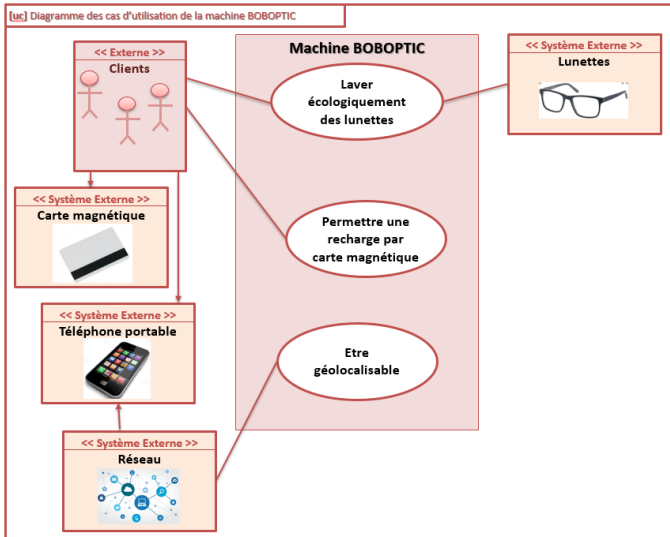 [uc] Diagramme des cas d'utilisation de la machine BOBOPTIC
<< Externe >>
Clients
Machine BOBOPTIC
<< Système Externe >>
Lunettes
Laver
écologiquement
des lunettes
<< Système Externe >>
Carte magnétique
Permettre une
recharge par
carte magnétique
<< Système Externe >>
Téléphone portable
Etre
géolocalisable
<< Système Externe >>
Réseau